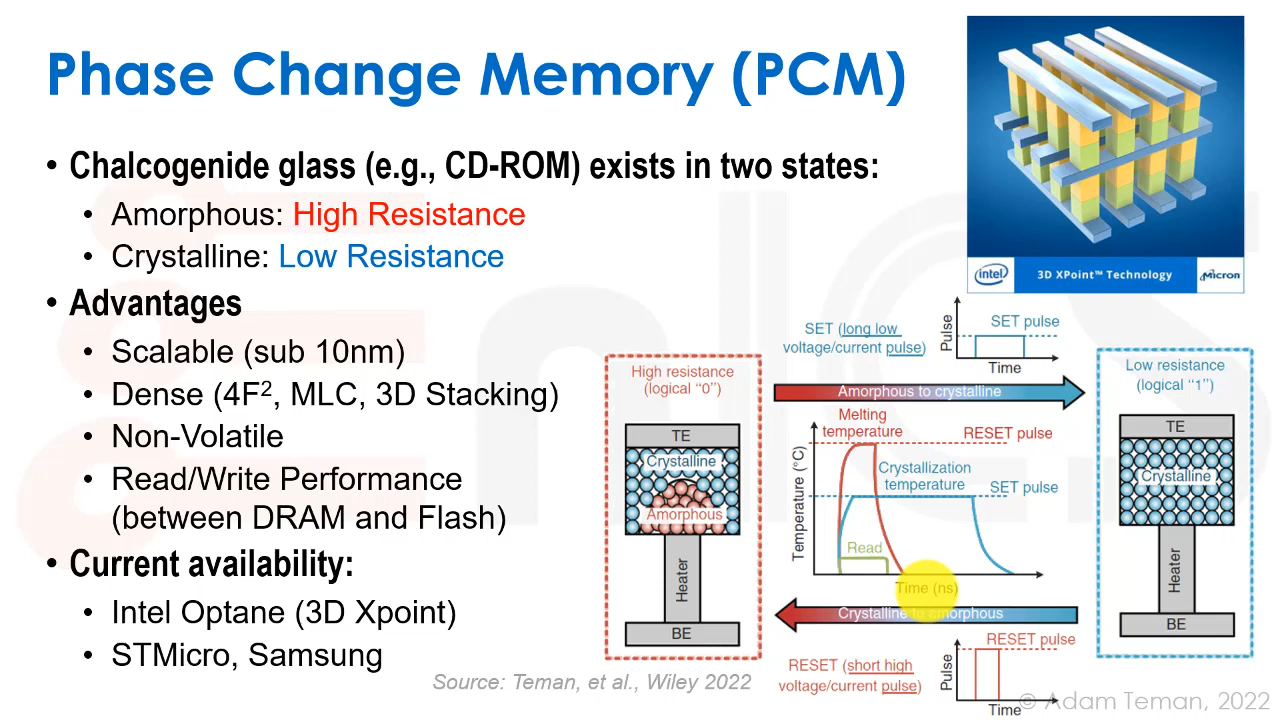 Phase Change Memory (PCM)
• Chalcogenide glass (e.g., CD-ROM) exists in two states:
• Amorphous: High Resistance
• Crystalline: Low Resistance
• Advantages
• Scalable (sub 10nm)
• Dense (4F², MLC, 3D Stacking)
• Non-Volatile
• Read/Write Performance
(between DRAM and Flash)
• Current availability:
• Intel Optane (3D Xpoint)
• STMicro, Samsung
Source: Teman, et al., Wiley 2022
intel
3D XPoint™ Technology
Micron
SET (long low
voltage/current pulse)
Pulse
SET pulse
Time
High resistance
(logical “0”)
TE
Crystalline
Amorphous
Heater
BE
Amorphous to crystalline
Melting
temperature
RESET pulse
Crystallization
temperature
SET pulse
Temperature (°C)
Read
Time (ns)
Crystalline to amorphous
Low resistance
(logical “1”)
TE
Crystalline
Heater
BE
RESET (short high
voltage/current pulse)
Pulse
RESET pulse
Time
© Adam Teman, 2022